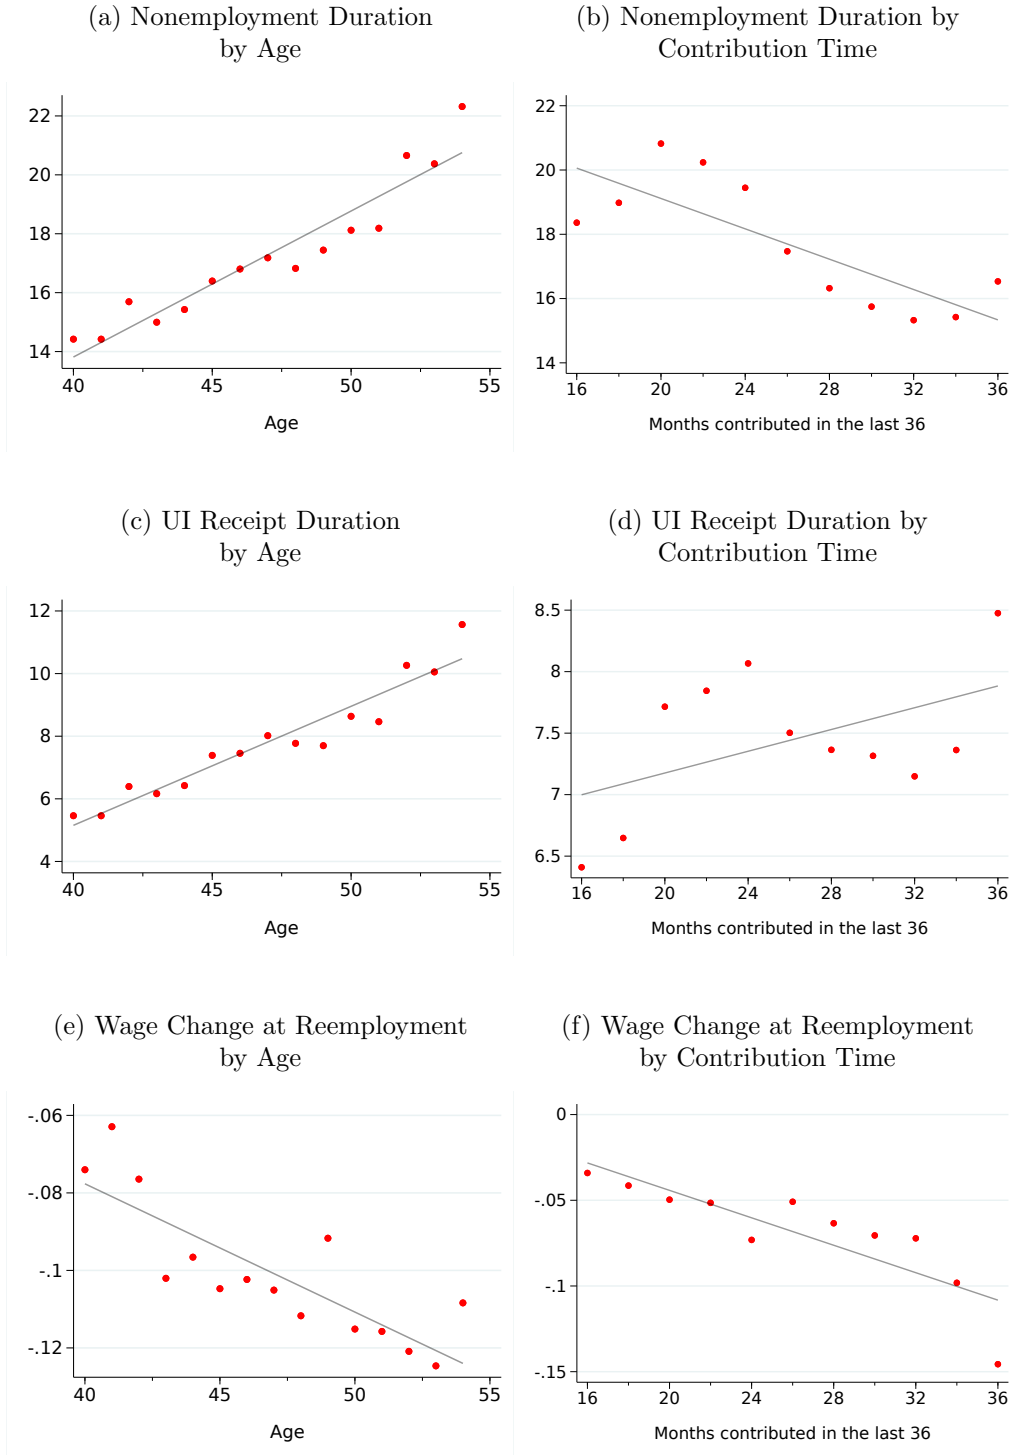 (a) Nonemployment Duration
by Age
22
20
18
16
14
40 45 50 55
Age
(b) Nonemployment Duration by
Contribution Time
22
20
18
16
14
16 20 24 28 32 36
Months contributed in the last 36
(c) UI Receipt Duration
by Age
12
10
8
6
4
40 45 50 55
Age
(d) UI Receipt Duration by
Contribution Time
8.5
8
7.5
7
6.5
16 20 24 28 32 36
Months contributed in the last 36
(e) Wage Change at Reemployment
by Age
-.06
-.08
-.1
-.12
40 45 50 55
Age
(f) Wage Change at Reemployment
by Contribution Time
0
-.05
-.1
-.15
16 20 24 28 32 36
Months contributed in the last 36